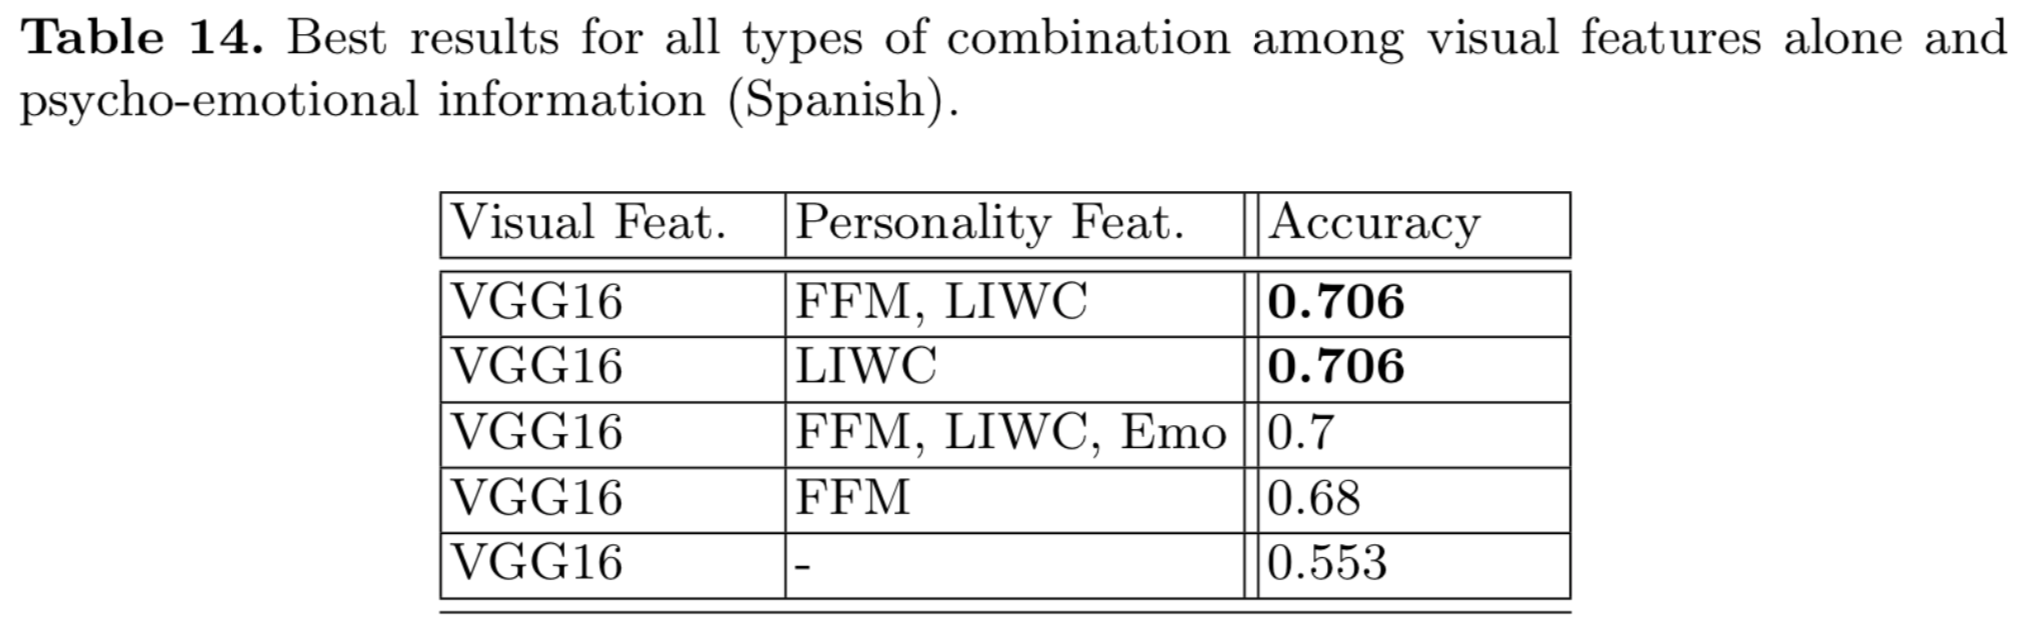 Table 14. Best results for all types of combination among visual features alone and
psycho-emotional information (Spanish).
Visual Feat. Personality Feat. Accuracy
VGG16 FFM, LIWC 0.706
VGG16 LIWC 0.706
VGG16 FFM, LIWC, Emo 0.7
VGG16 FFM 0.68
VGG16 - 0.553